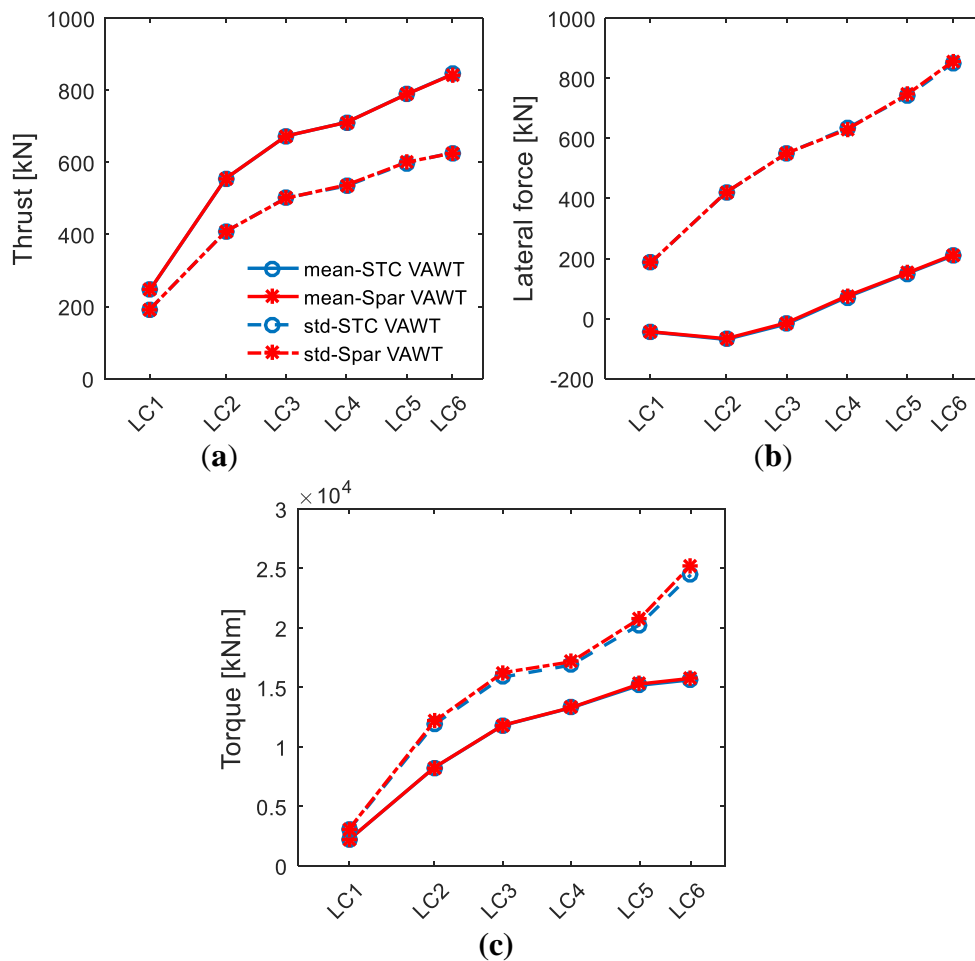 1000
800
600
400
200
0
Thrust [kN]
mean-STC VAWT
mean-Spar VAWT
std-STC VAWT
std-Spar VAWT
LC1 LC2 LC3 LC4 LC5 LC6
(a)
1000
800
600
400
200
0
-200
Lateral force [kN]
LC1 LC2 LC3 LC4 LC5 LC6
(b)
×10⁴
3
2.5
2
1.5
1
0.5
0
Torque [kNm]
LC1 LC2 LC3 LC4 LC5 LC6
(c)